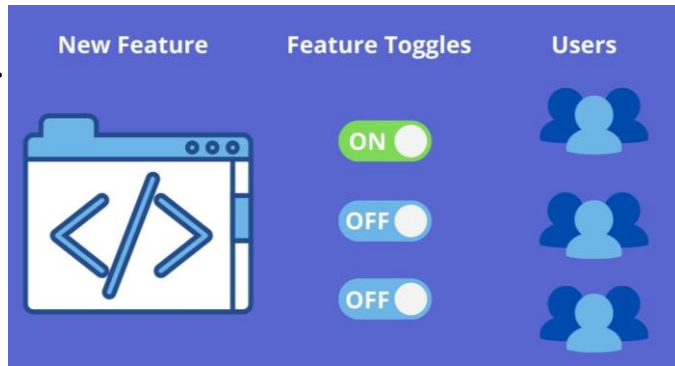 New Feature
Feature Toggles
Users
</>
ON
OFF
OFF